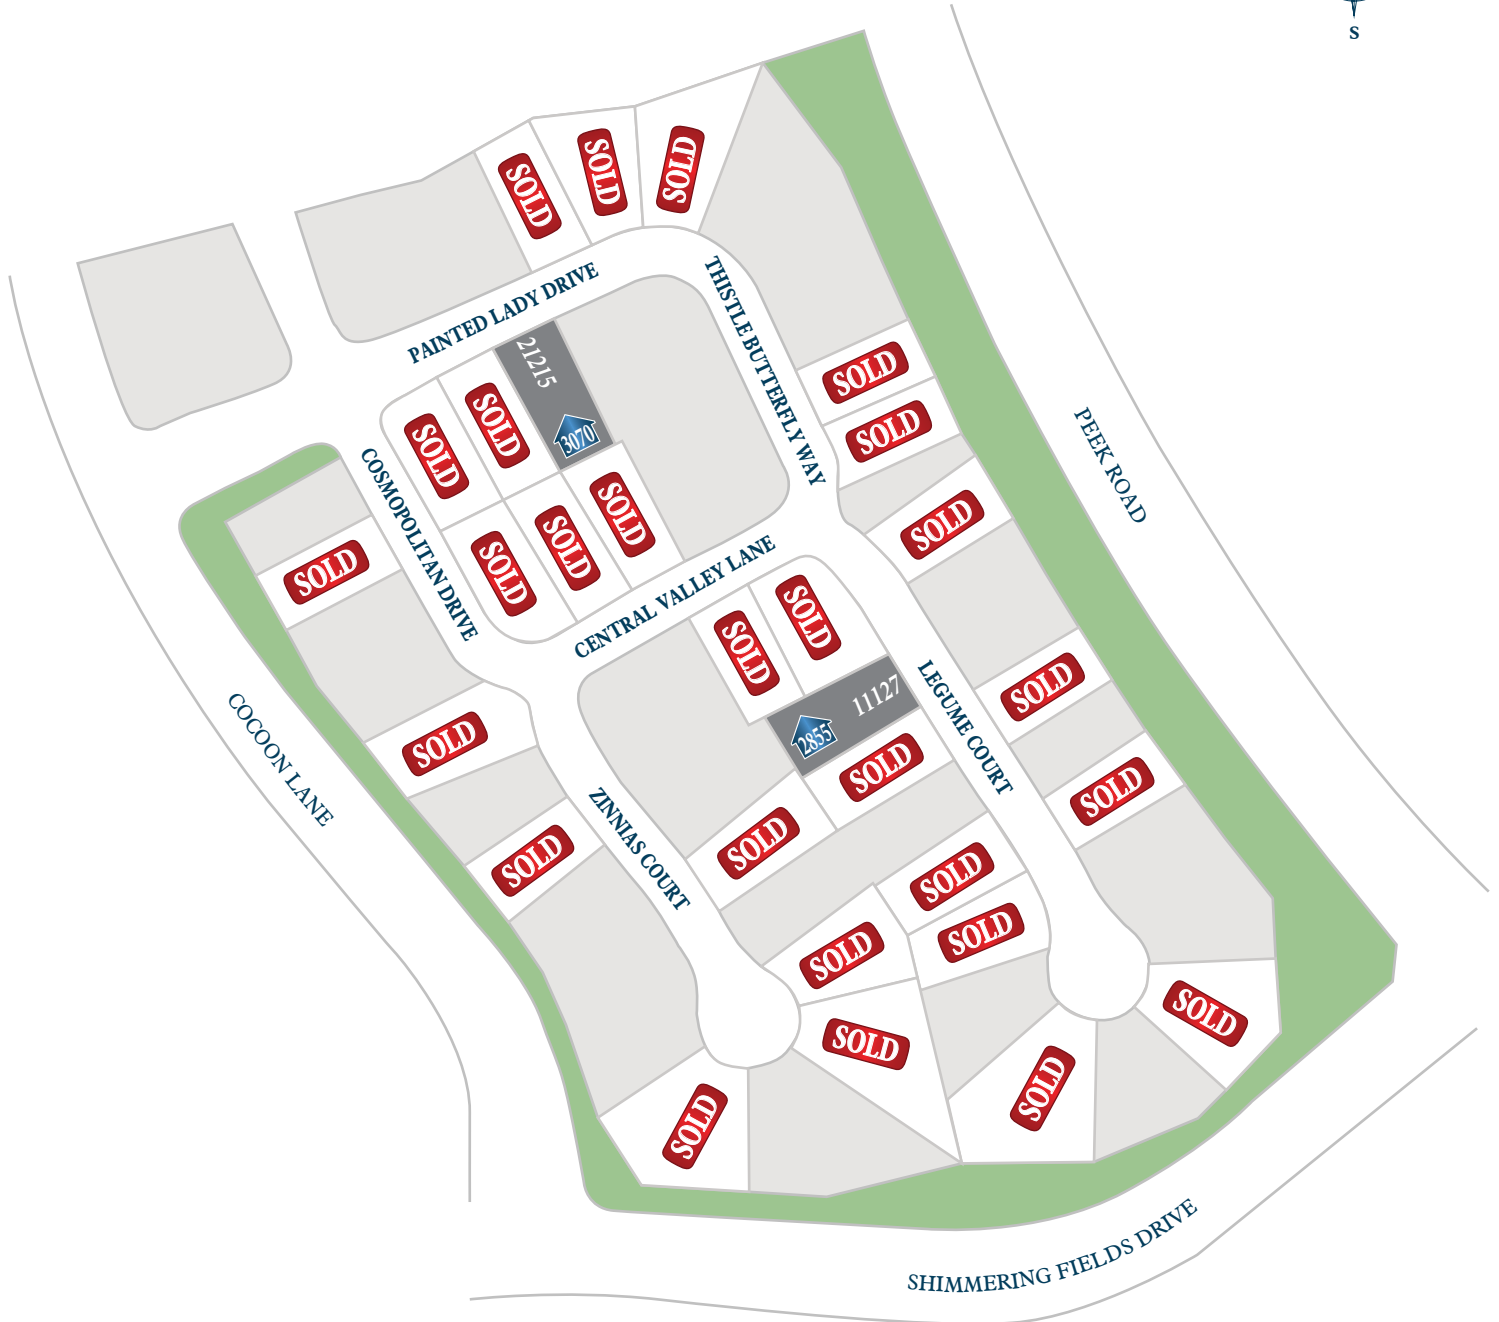 S
SOLD
SOLD
SOLD
PAINTED LADY DRIVE
THISTLE BUTTERFLY WAY
21215
3070
SOLD
SOLD
SOLD
SOLD
PEEK ROAD
COSMOPOLITAN DRIVE
SOLD
SOLD
SOLD
SOLD
SOLD
CENTRAL VALLEY LANE
SOLD
SOLD
SOLD
LEGUME COURT
11127
2855
COCOON LANE
SOLD
SOLD
SOLD
ZINNIAS COURT
SOLD
SOLD
SOLD
SOLD
SOLD
SOLD
SOLD
SOLD
SOLD
SOLD
SHIMMERING FIELDS DRIVE